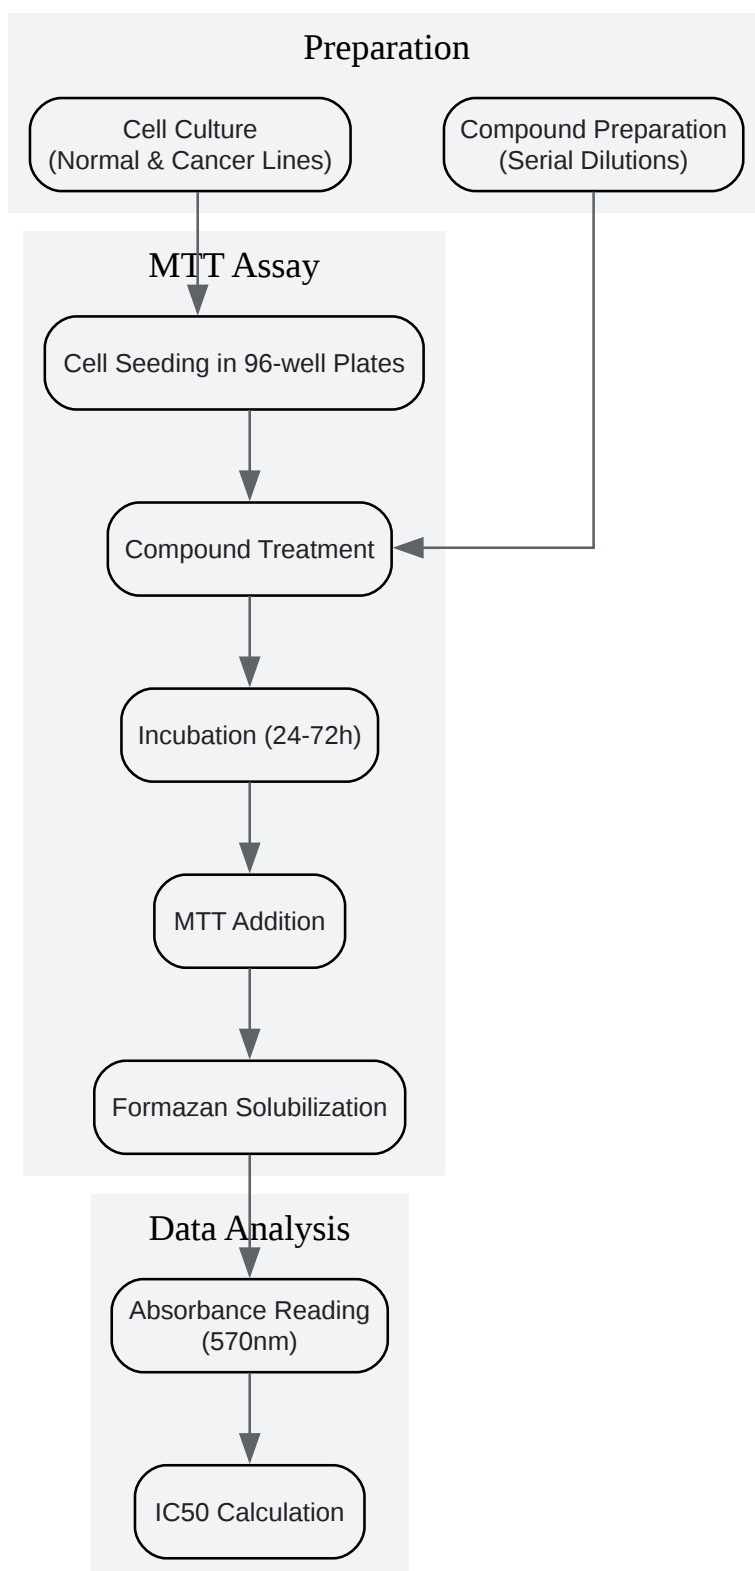 Preparation
Cell Culture
(Normal & Cancer Lines)
Compound Preparation
(Serial Dilutions)
MTT Assay
Cell Seeding in 96-well Plates
Compound Treatment
Incubation (24-72h)
MTT Addition
Formazan Solubilization
Data Analysis
Absorbance Reading
(570nm)
IC50 Calculation